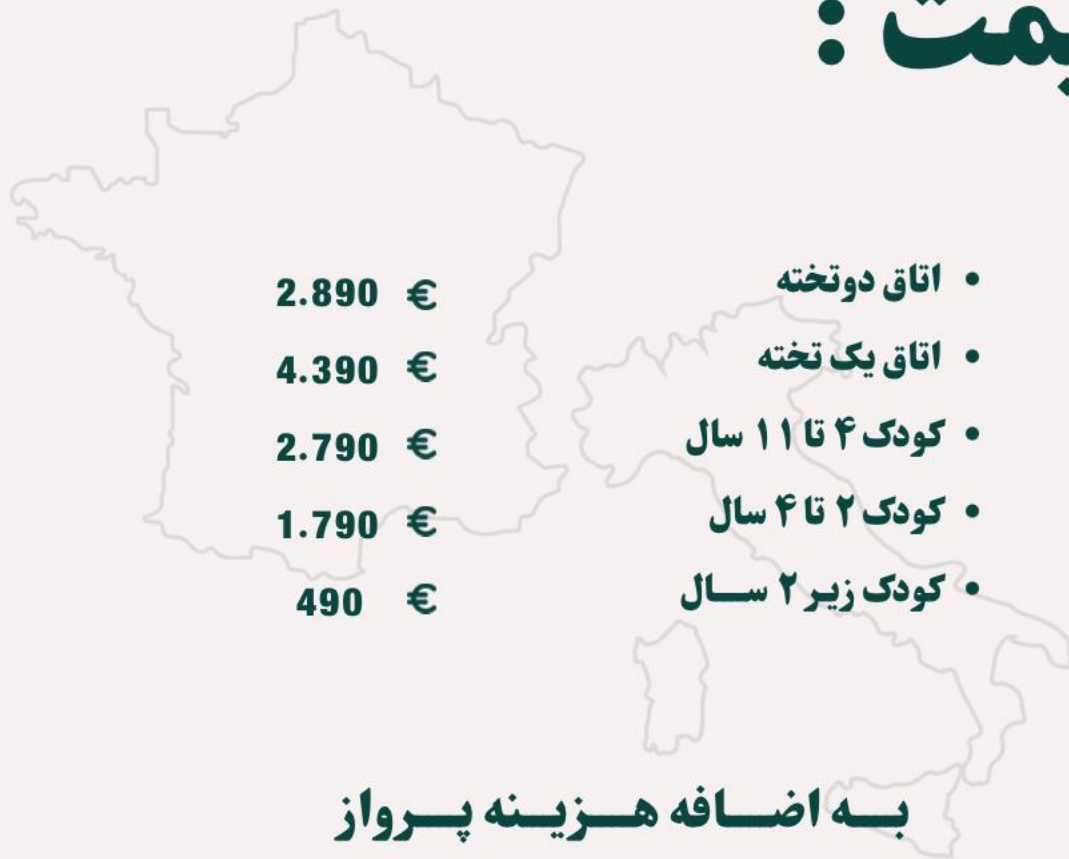 اتاق دوتخته 2.890 €
اتاق یک تخته 4.390 €
کودک ۴ تا ۱۱ سال 2.790 €
کودک ۲ تا ۴ سال 1.790 €
کودک زیر ۲ سال 490 €
به اضافه هزینه پرواز